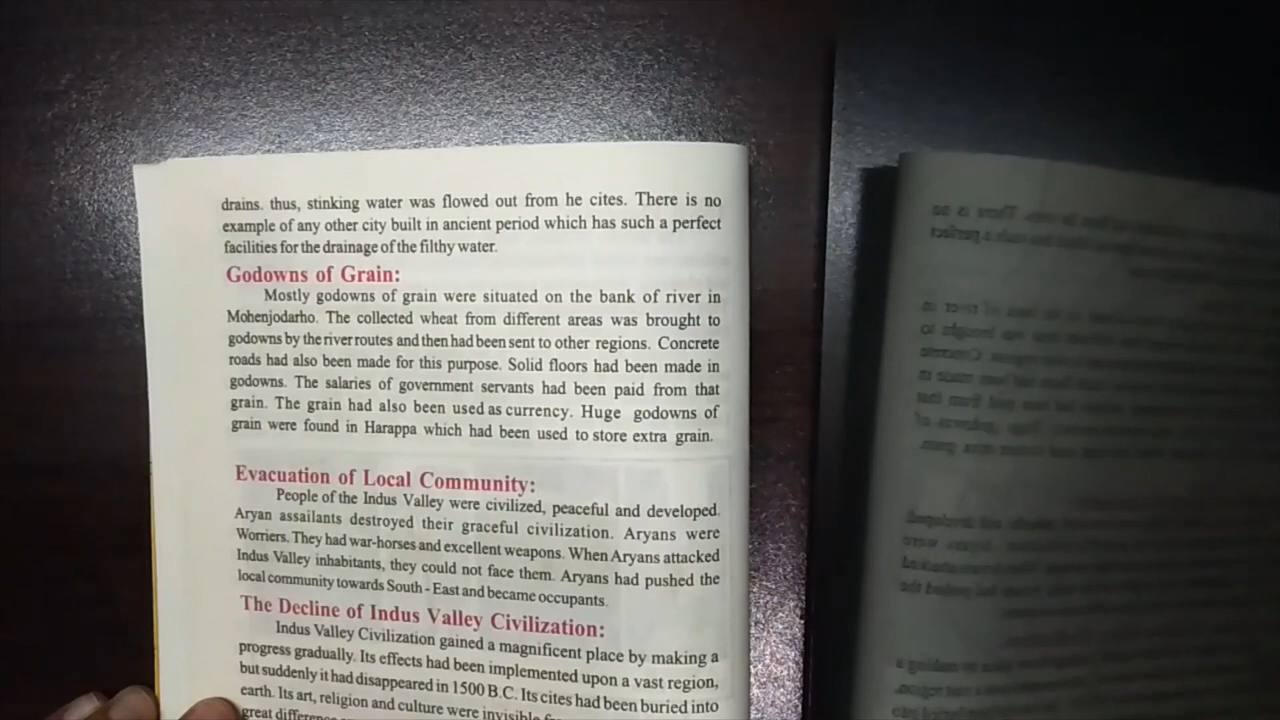 drains. thus, stinking water was flowed out from he cites. There is no
example of any other city built in ancient period which has such a perfect
facilities for the drainage of the filthy water.
Godowns of Grain:
Mostly godowns of grain were situated on the bank of river in
Mohenjodarho. The collected wheat from different areas was brought to
godowns by the river routes and then had been sent to other regions. Concrete
roads had also been made for this purpose. Solid floors had been made in
godowns. The salaries of government servants had been paid from that
grain. The grain had also been used as currency. Huge godowns of
grain were found in Harappa which had been used to store extra grain.
Evacuation of Local Community:
People of the Indus Valley were civilized, peaceful and developed.
Aryan assailants destroyed their graceful civilization. Aryans were
Worriers. They had war-horses and excellent weapons. When Aryans attacked
Indus Valley inhabitants, they could not face them. Aryans had pushed the
local community towards South - East and became occupants.
The Decline of Indus Valley Civilization:
Indus Valley Civilization gained a magnificent place by making a
progress gradually. Its effects had been implemented upon a vast region,
but suddenly it had disappeared in 1500 B.C. Its cites had been buried into
earth. Its art, religion and culture were invisible
great